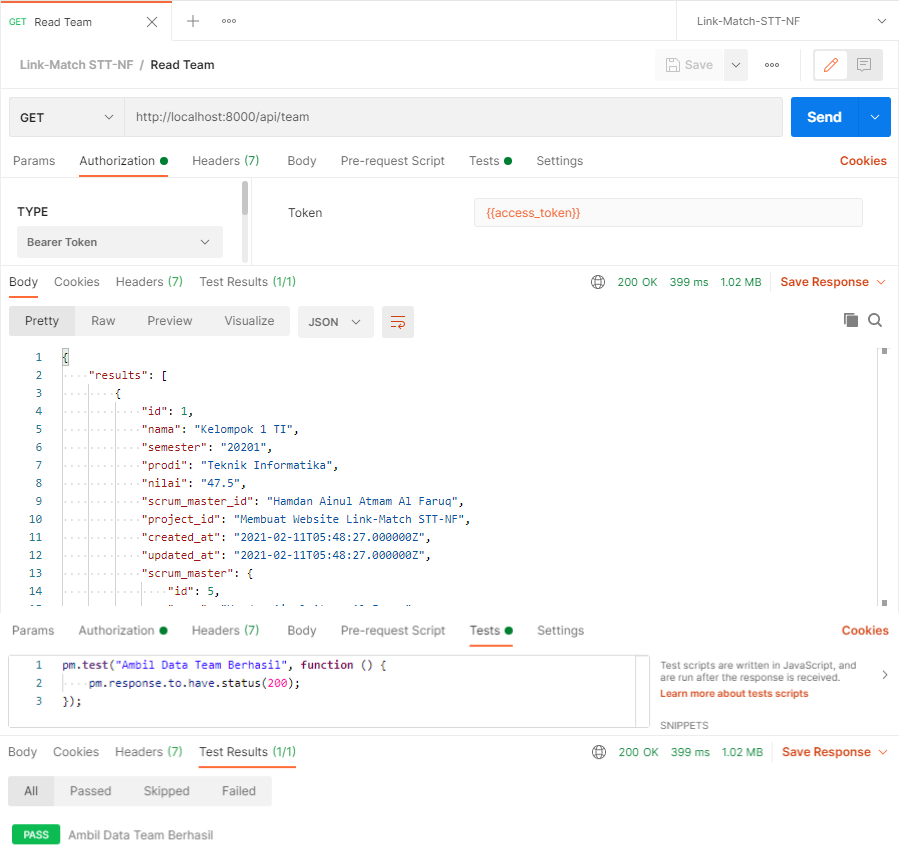 GET Read Team
Link-Match-STT-NF
Link-Match STT-NF / Read Team
Save
GET
http://localhost:8000/api/team
Send
Params Authorization Headers (7) Body Pre-request Script Tests Settings Cookies
TYPE
Bearer Token
Token
{{access_token}}
Body Cookies Headers (7) Test Results (1/1) 200 OK 399 ms 1.02 MB Save Response
Pretty Raw Preview Visualize JSON
1 {
2 "results": [
3 {
4 "id": 1,
5 "nama": "Kelompok 1 TI",
6 "semester": "20201",
7 "prodi": "Teknik Informatika",
8 "nilai": "47.5",
9 "scrum_master_id": "Hamdan Ainul Atmam Al Faruq",
10 "project_id": "Membuat Website Link-Match STT-NF",
11 "created_at": "2021-02-11T05:48:27.000000Z",
12 "updated_at": "2021-02-11T05:48:27.000000Z",
13 "scrum_master": {
14 "id": 5,
Params Authorization Headers (7) Body Pre-request Script Tests Settings Cookies
1 pm.test("Ambil Data Team Berhasil", function () {
2 pm.response.to.have.status(200);
3 });
Test scripts are written in JavaScript, and
are run after the response is received.
Learn more about tests scripts
SNIPPETS
Body Cookies Headers (7) Test Results (1/1) 200 OK 399 ms 1.02 MB Save Response
All Passed Skipped Failed
PASS Ambil Data Team Berhasil